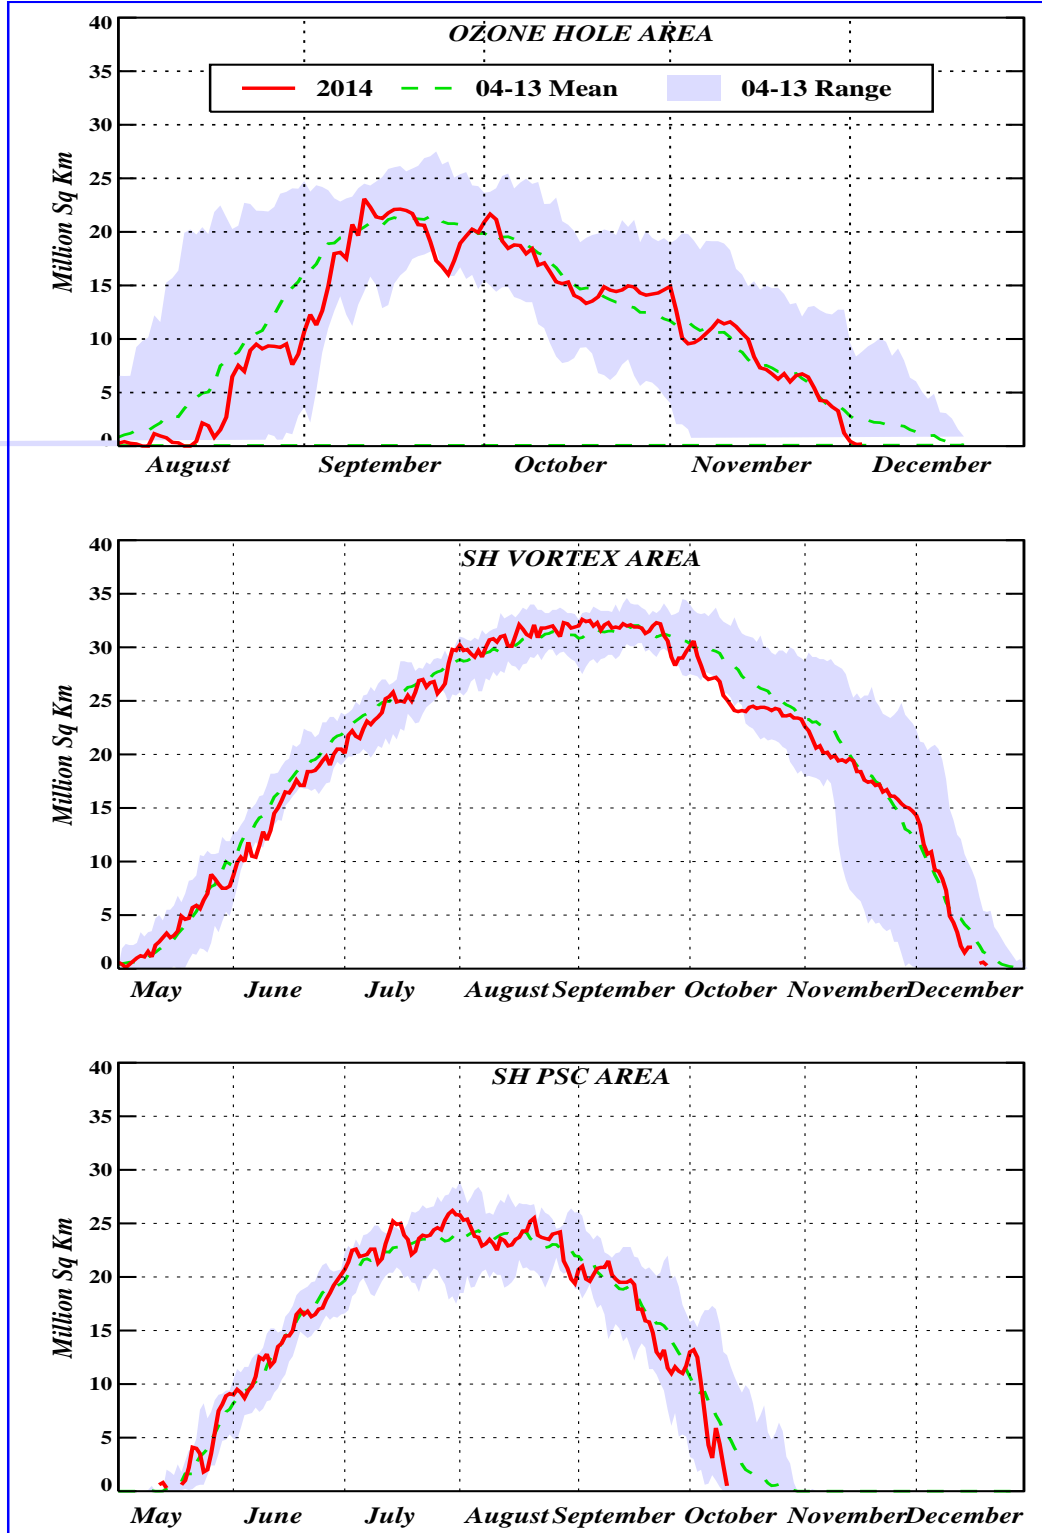 OZONE HOLE AREA
2014 04-13 Mean 04-13 Range
Million Sq Km
40
35
30
25
20
15
10
5
0
August September October November December
SH VORTEX AREA
Million Sq Km
40
35
30
25
20
15
10
5
0
May June July August September October November December
SH PSC AREA
Million Sq Km
40
35
30
25
20
15
10
5
0
May June July August September October November December